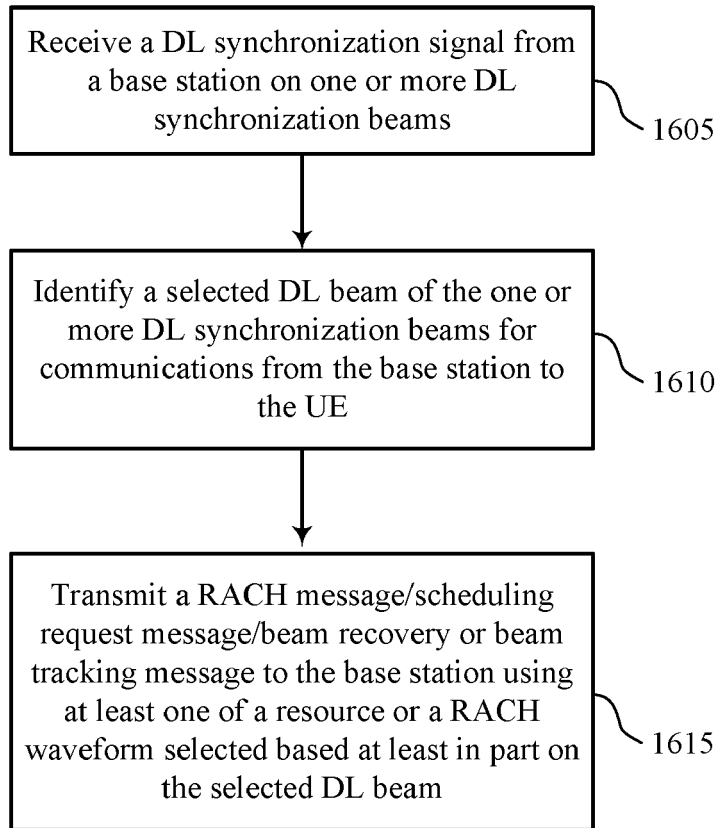 Receive a DL synchronization signal from
a base station on one or more DL
synchronization beams
1605
Identify a selected DL beam of the one or
more DL synchronization beams for
communications from the base station to
the UE
1610
Transmit a RACH message/scheduling
request message/beam recovery or beam
tracking message to the base station using
at least one of a resource or a RACH
waveform selected based at least in part on
the selected DL beam
1615